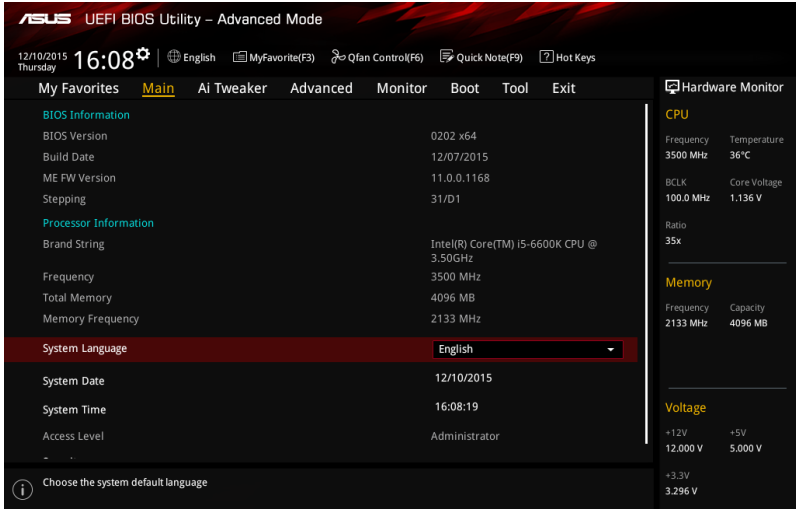 ASUS UEFI BIOS Utility – Advanced Mode
12/10/2015
Thursday
16:08
English MyFavorite(F3) Qfan Control(F6) Quick Note(F9) ? Hot Keys
My Favorites Main Ai Tweaker Advanced Monitor Boot Tool Exit
BIOS Information
BIOS Version 0202 x64
Build Date 12/07/2015
ME FW Version 11.0.0.1168
Stepping 31/D1
Processor Information
Brand String Intel(R) Core(TM) i5-6600K CPU @
3.50GHz
Frequency 3500 MHz
Total Memory 4096 MB
Memory Frequency 2133 MHz
System Language English
System Date 12/10/2015
System Time 16:08:19
Access Level Administrator
Choose the system default language
Hardware Monitor
CPU
Frequency Temperature
3500 MHz 36°C
BCLK Core Voltage
100.0 MHz 1.136 V
Ratio
35x
Memory
Frequency Capacity
2133 MHz 4096 MB
Voltage
+12V +5V
12.000 V 5.000 V
+3.3V
3.296 V